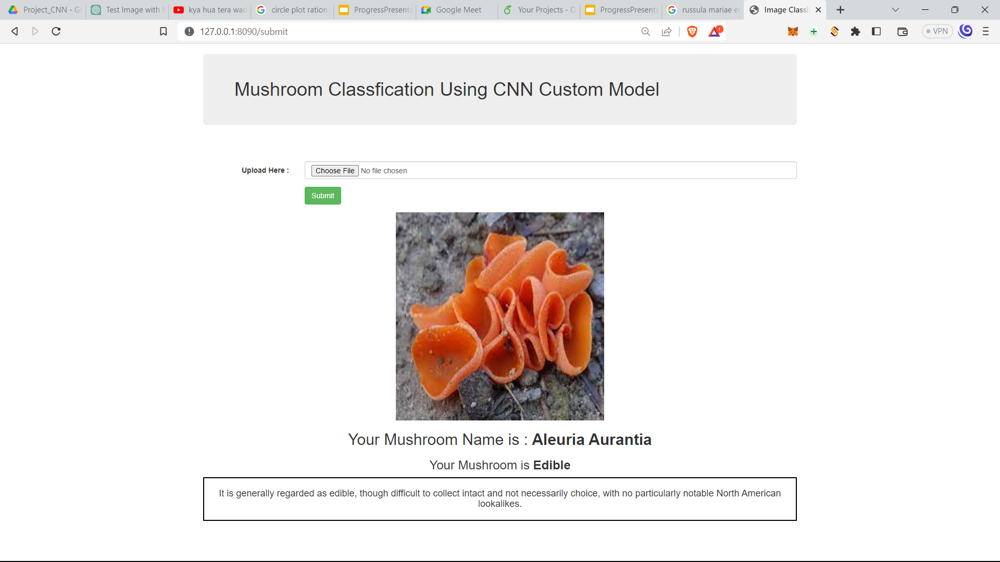 Project_CNN - Go
Test Image with M
kya hua tera wad
circle plot ration
ProgressPresenta
Google Meet
Your Projects - O
ProgressPresenta
russula mariae ed
Image Classif
127.0.0.1:8090/submit
1
VPN
Mushroom Classfication Using CNN Custom Model
Upload Here :
Choose File No file chosen
Submit
Your Mushroom Name is : Aleuria Aurantia
Your Mushroom is Edible
It is generally regarded as edible, though difficult to collect intact and not necessarily choice, with no particularly notable North American
lookalikes.